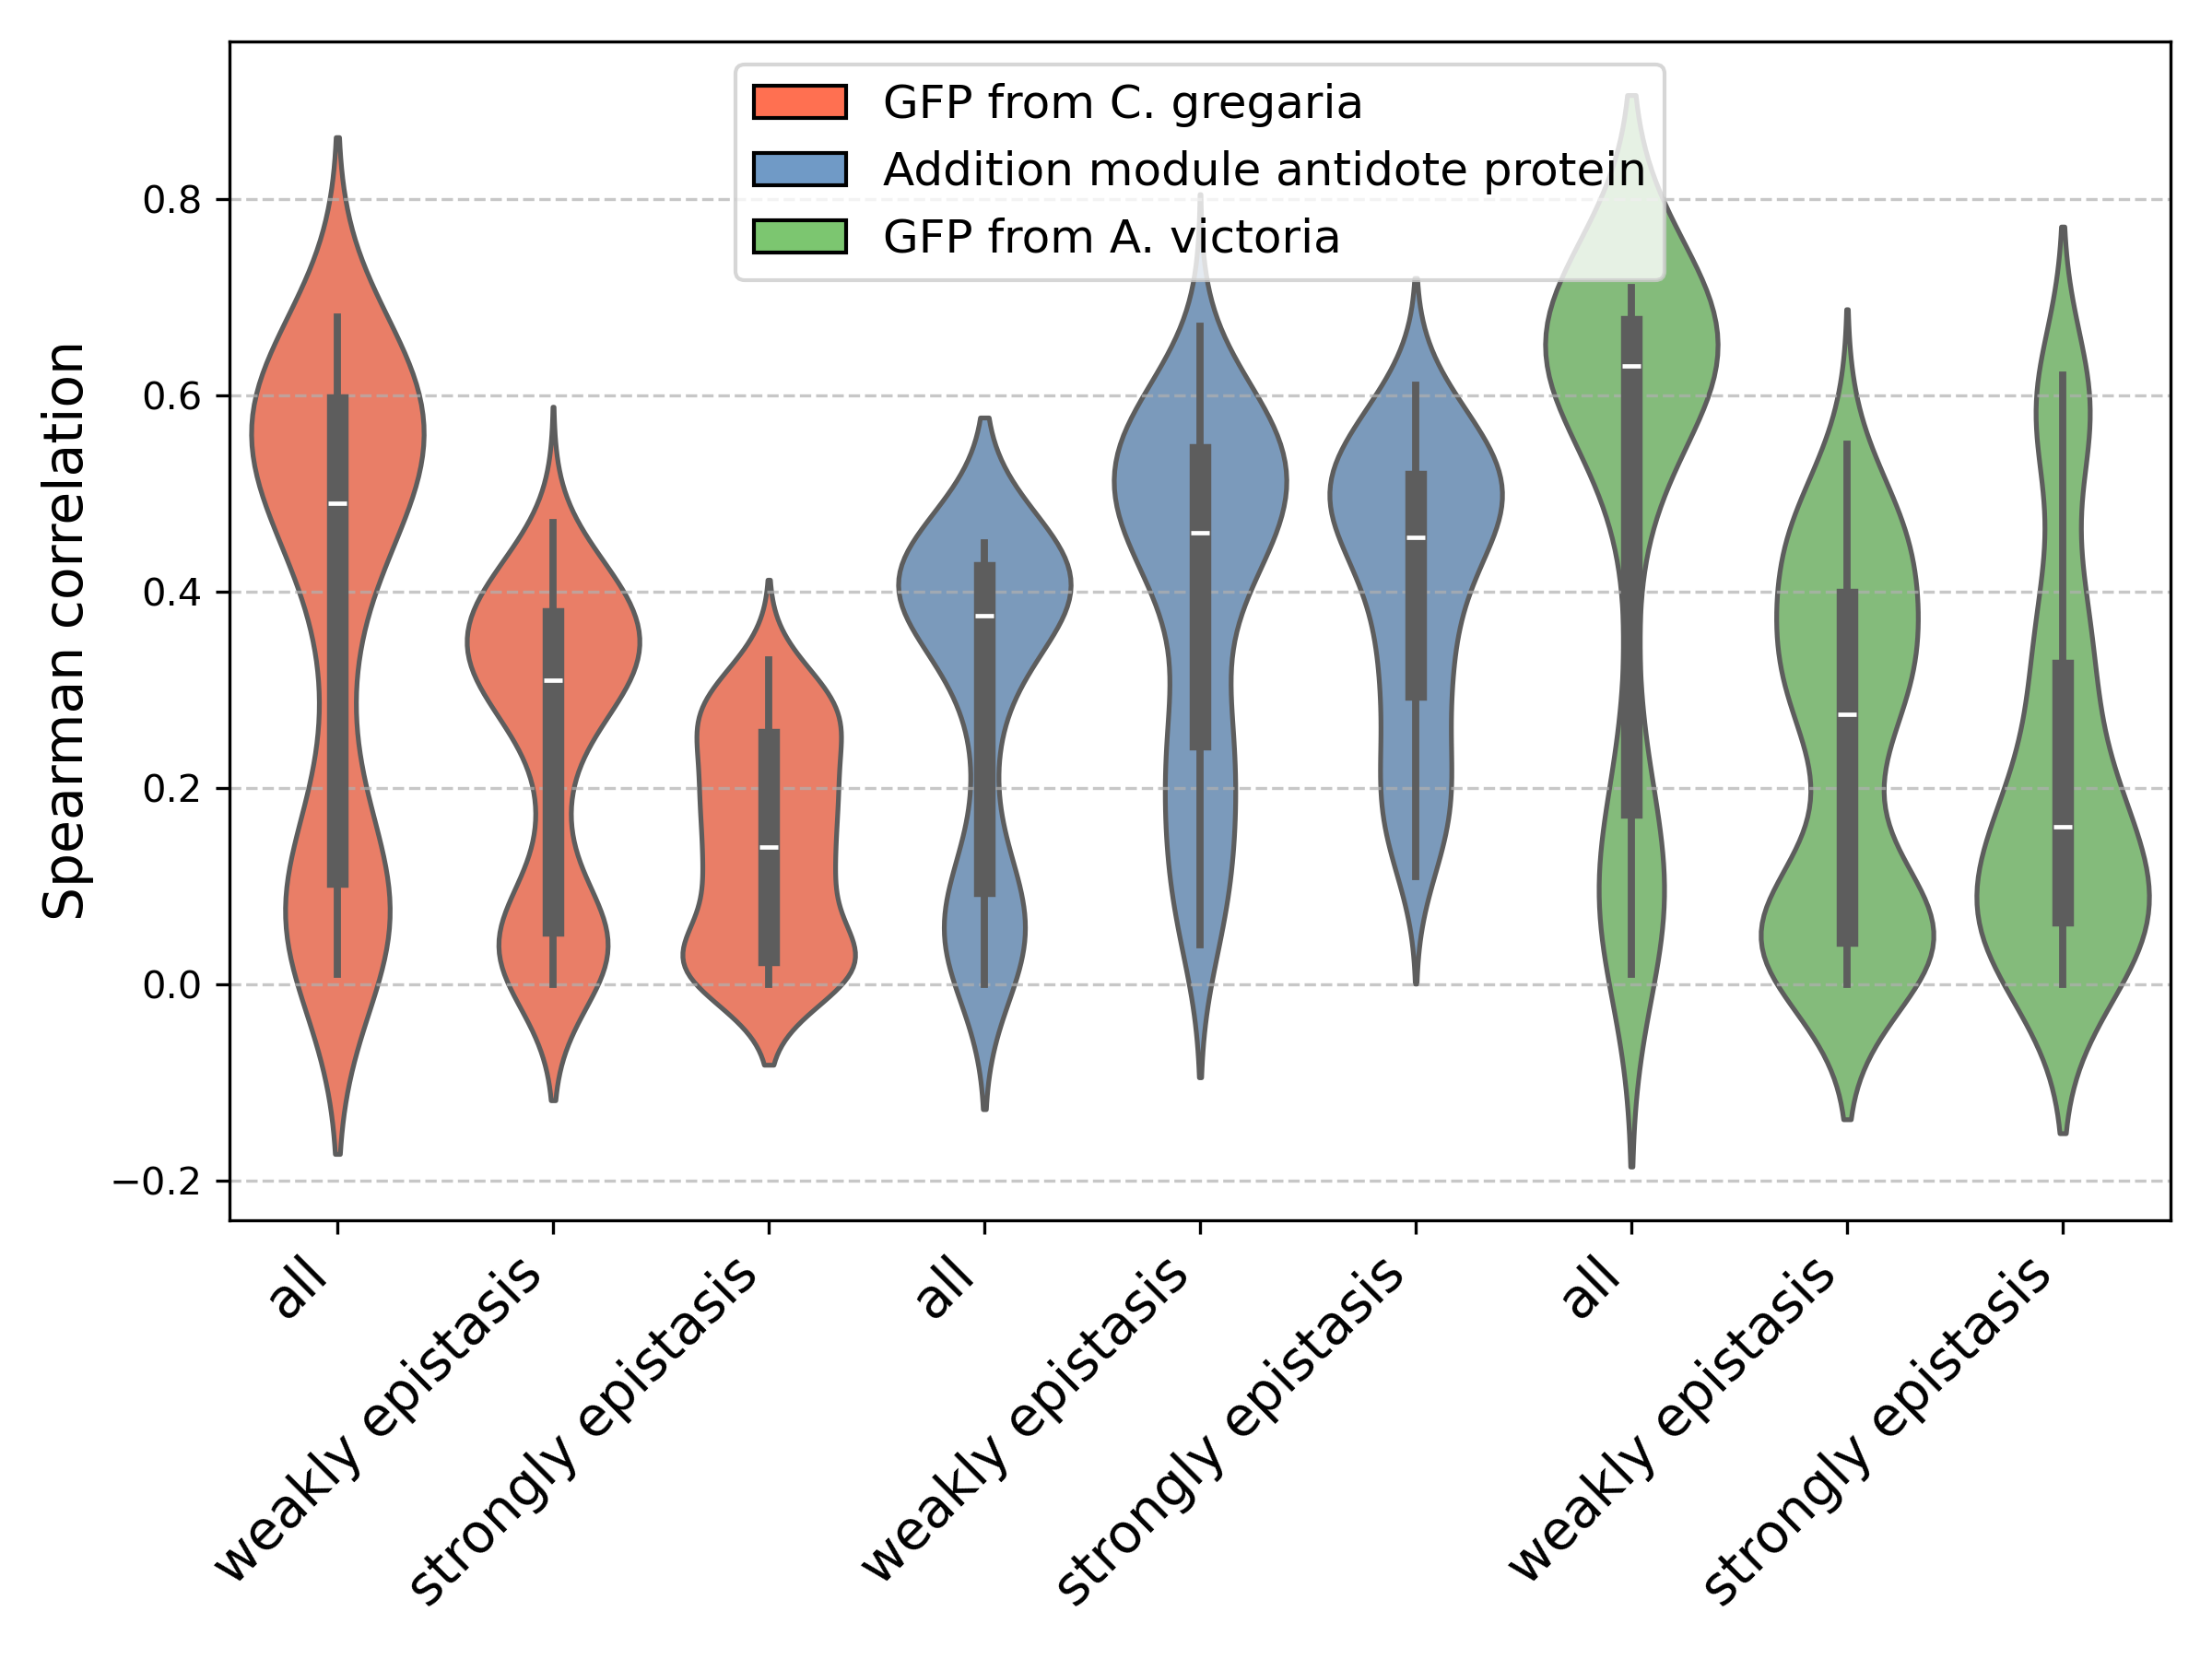 GFP from C. gregaria
Addition module antidote protein
GFP from A. victoria
Spearman correlation
0.8
0.6
0.4
0.2
0.0
−0.2
all
weakly epistasis
strongly epistasis
all
weakly epistasis
strongly epistasis
all
weakly epistasis
strongly epistasis